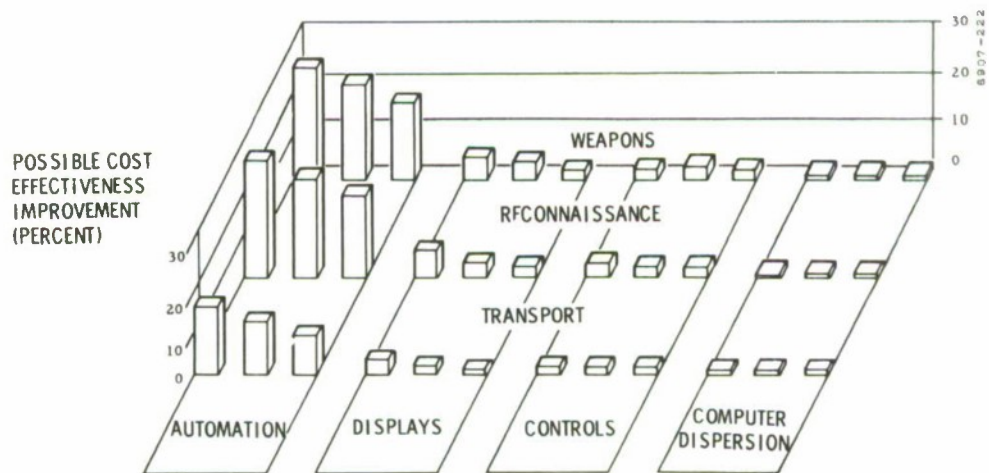 30
20
10
0
6907-222
WEAPONS
POSSIBLE COST
EFFECTIVENESS
IMPROVEMENT
(PERCENT)
RFCONNAISSANCE
30
20
10
0
TRANSPORT
AUTOMATION
DISPLAYS
CONTROLS
COMPUTER
DISPERSION